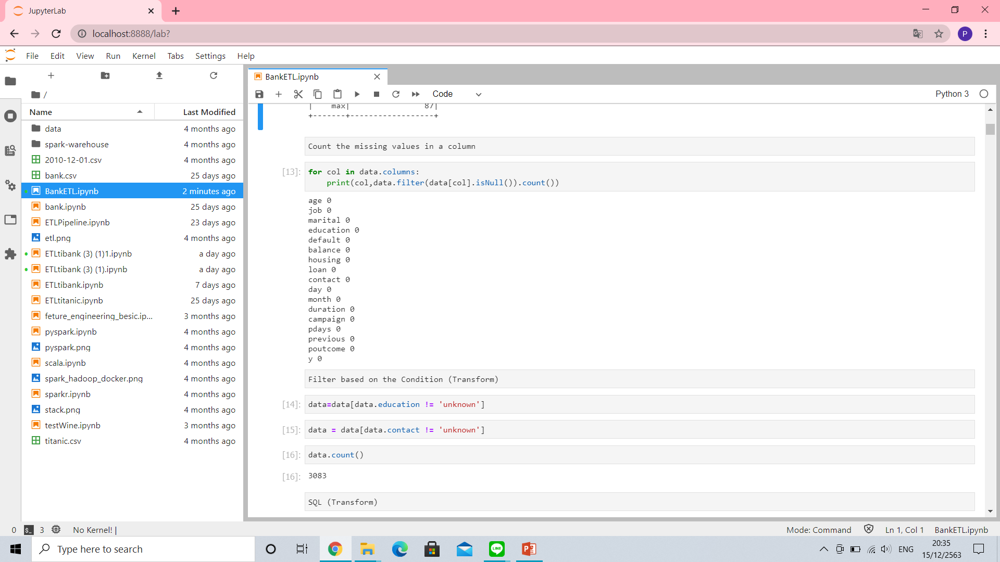 JupyterLab
localhost:8888/lab?
P
File Edit View Run Kernel Tabs Settings Help
/
Name Last Modified
data 4 months ago
spark-warehouse 4 months ago
2010-12-01.csv 4 months ago
bank.csv 25 days ago
BankETL.ipynb 2 minutes ago
bank.ipynb 25 days ago
ETLPipeline.ipynb 23 days ago
etl.png 4 months ago
ETLtibank (3) (1)1.ipynb a day ago
ETLtibank (3) (1).ipynb a day ago
ETLtibank.ipynb 7 days ago
ETLtitanic.ipynb 25 days ago
feture_engineering_besic.ip... 3 months ago
pyspark.ipynb 4 months ago
pyspark.png 4 months ago
scala.ipynb 4 months ago
spark_hadoop_docker.png 4 months ago
sparkr.ipynb 4 months ago
stack.png 4 months ago
testWine.ipynb 3 months ago
titanic.csv 4 months ago
BankETL.ipynb
Code
Python 3
| max| 87|
+-------+------------------+
Count the missing values in a column
[13]: for col in data.columns:
print(col,data.filter(data[col].isNull()).count())
age 0
job 0
marital 0
education 0
default 0
balance 0
housing 0
loan 0
contact 0
day 0
month 0
duration 0
campaign 0
pdays 0
previous 0
poutcome 0
y 0
Filter based on the Condition (Transform)
[14]: data=data[data.education != 'unknown']
[15]: data = data[data.contact != 'unknown']
[16]: data.count()
[16]: 3083
SQL (Transform)
0 $_ 3 No Kernel! |
Mode: Command Ln 1, Col 1 BankETL.ipynb
Type here to search
LINE
ENG
20:35
15/12/2563